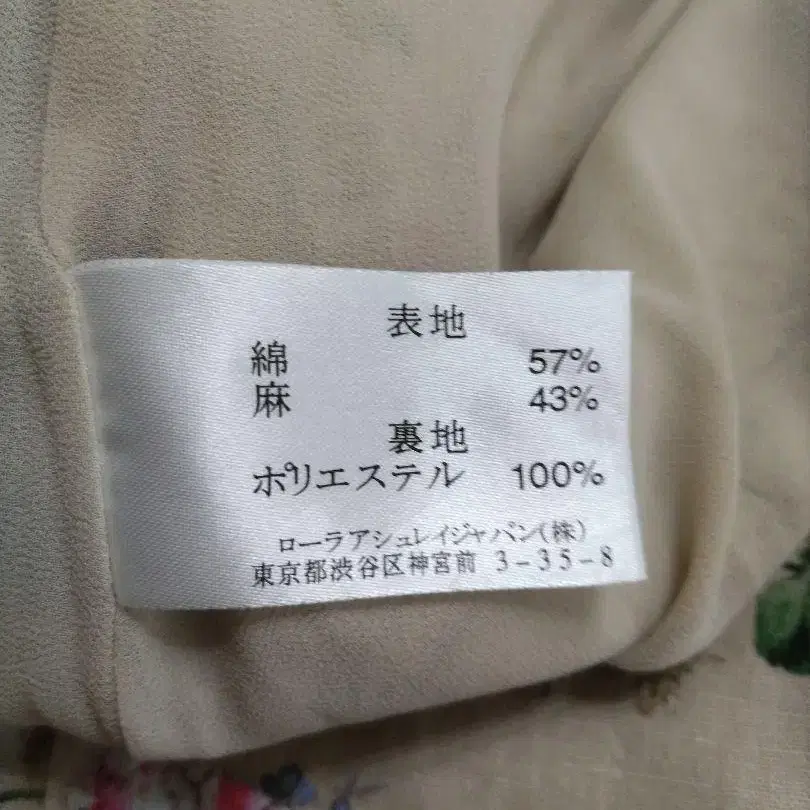 表地
綿 57%
麻 43%
裏地
ポリエステル 100%
ローラアシュレイジャパン(株)
東京都渋谷区神宮前 3-35-8